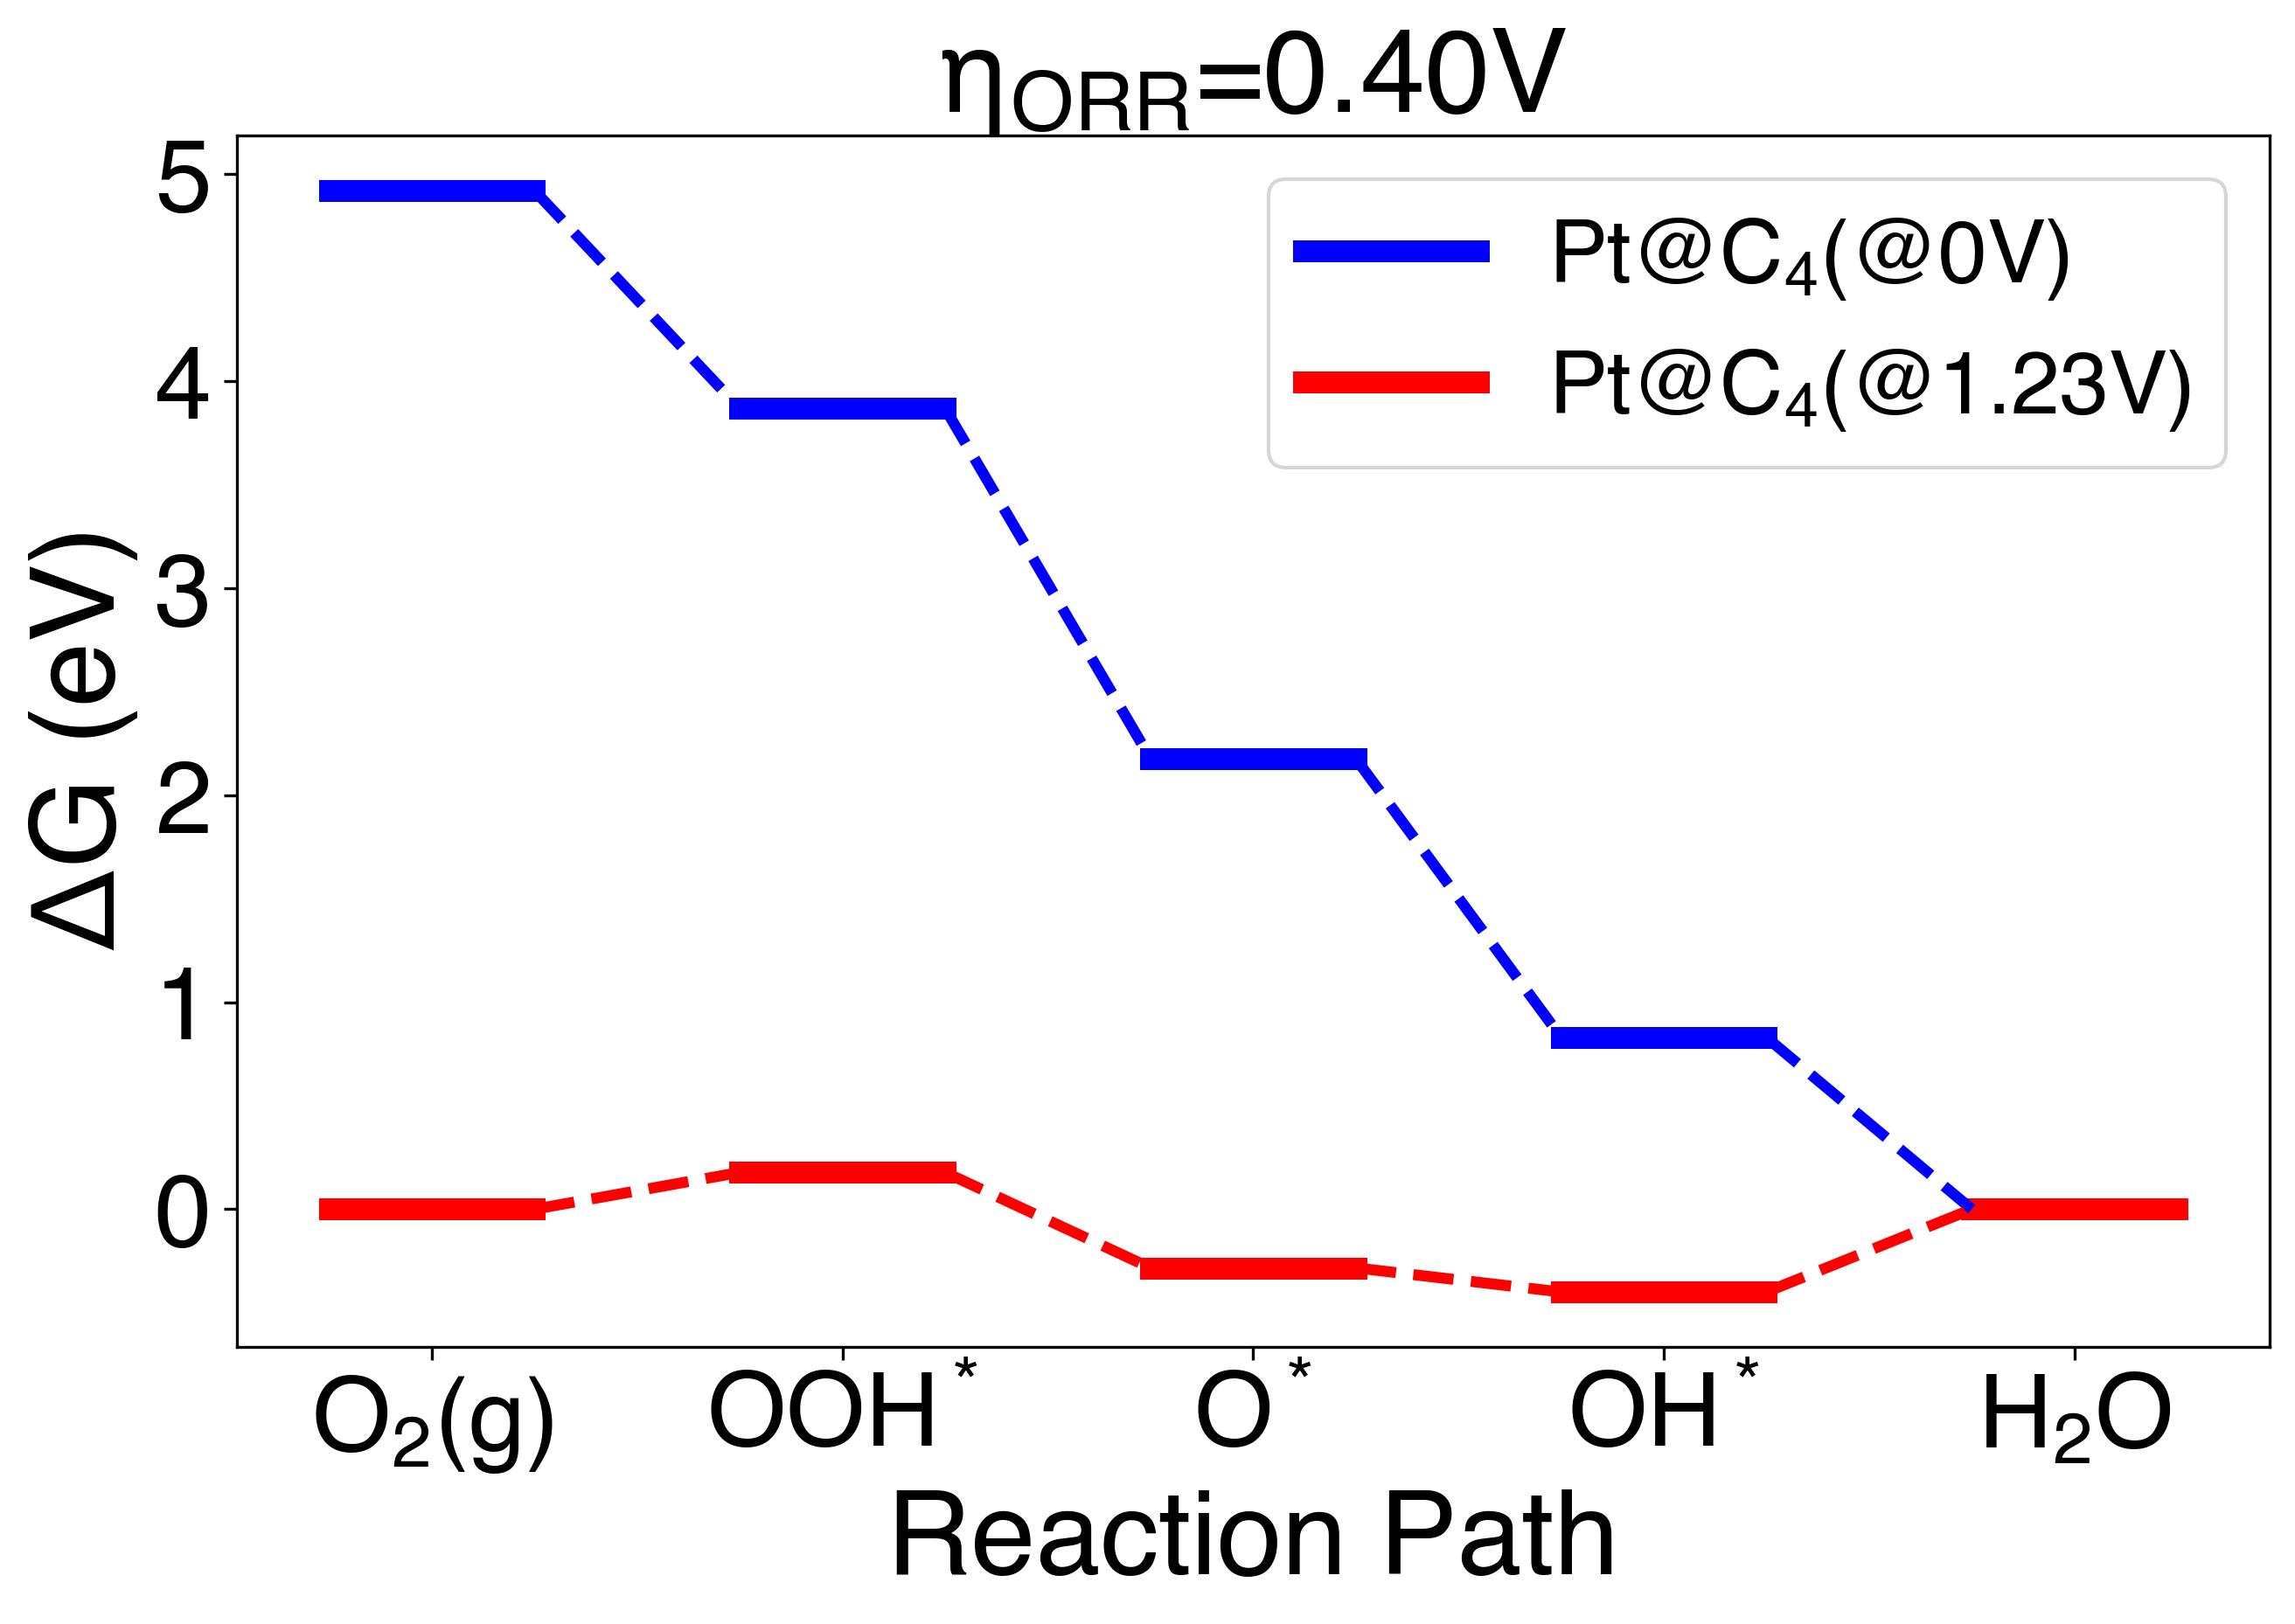 η_ORR=0.40V
Pt@C₄(@0V)
Pt@C₄(@1.23V)
ΔG (eV)
5
4
3
2
1
0
O₂(g) OOH* O* OH* H₂O
Reaction Path